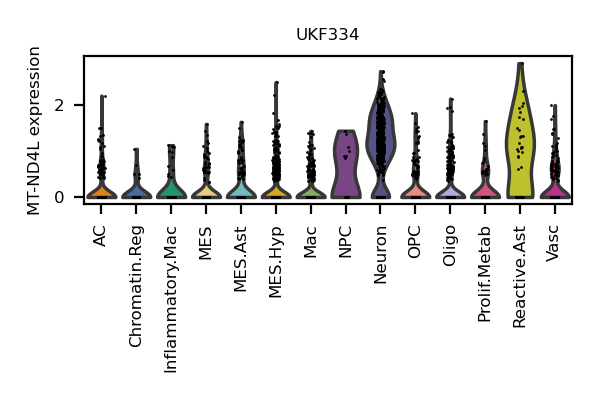 UKF334
MT-ND4L expression
2
0
AC
Chromatin.Reg
Inflammatory.Mac
MES
MES.Ast
MES.Hyp
Mac
NPC
Neuron
OPC
Oligo
Prolif.Metab
Reactive.Ast
Vasc